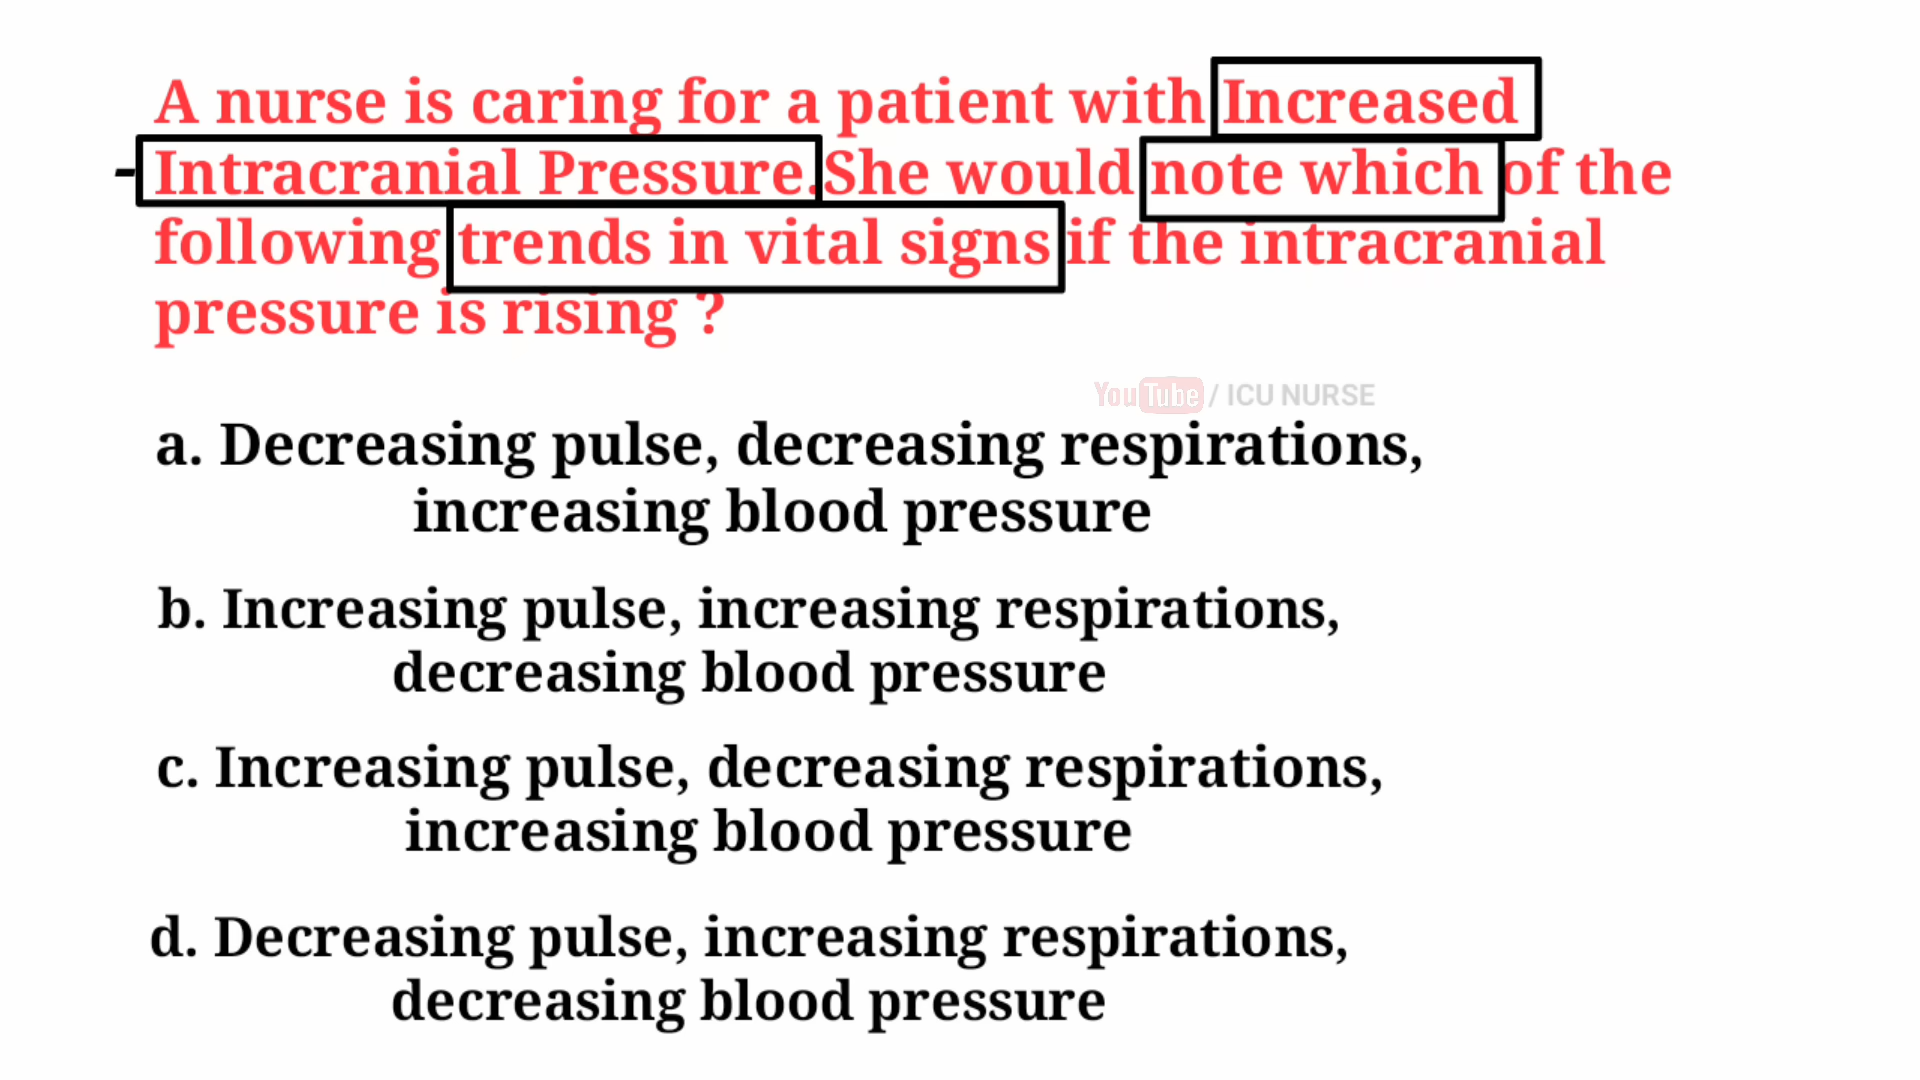 A nurse is caring for a patient with Increased
- Intracranial Pressure.She would note which of the
following trends in vital signs if the intracranial
pressure is rising ?
YouTube / ICU NURSE
a. Decreasing pulse, decreasing respirations,
increasing blood pressure
b. Increasing pulse, increasing respirations,
decreasing blood pressure
c. Increasing pulse, decreasing respirations,
increasing blood pressure
d. Decreasing pulse, increasing respirations,
decreasing blood pressure